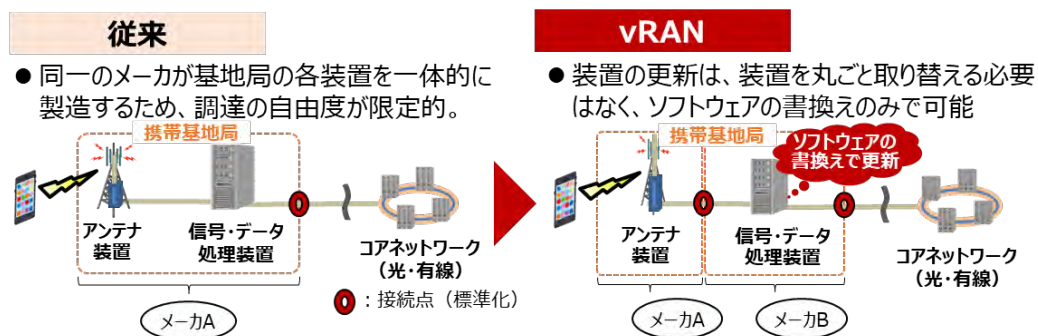 従来
● 同一のメーカが基地局の各装置を一体的に
製造するため、調達の自由度が限定的。
携帯基地局
アンテナ
装置
信号・データ
処理装置
コアネットワーク
（光・有線）
：接続点（標準化）
メーカA
vRAN
● 装置の更新は、装置を丸ごと取り替える必要
はなく、ソフトウェアの書換えのみで可能
携帯基地局
ソフトウェアの
書換えで更新
アンテナ
装置
信号・データ
処理装置
コアネットワーク
（光・有線）
メーカA
メーカB